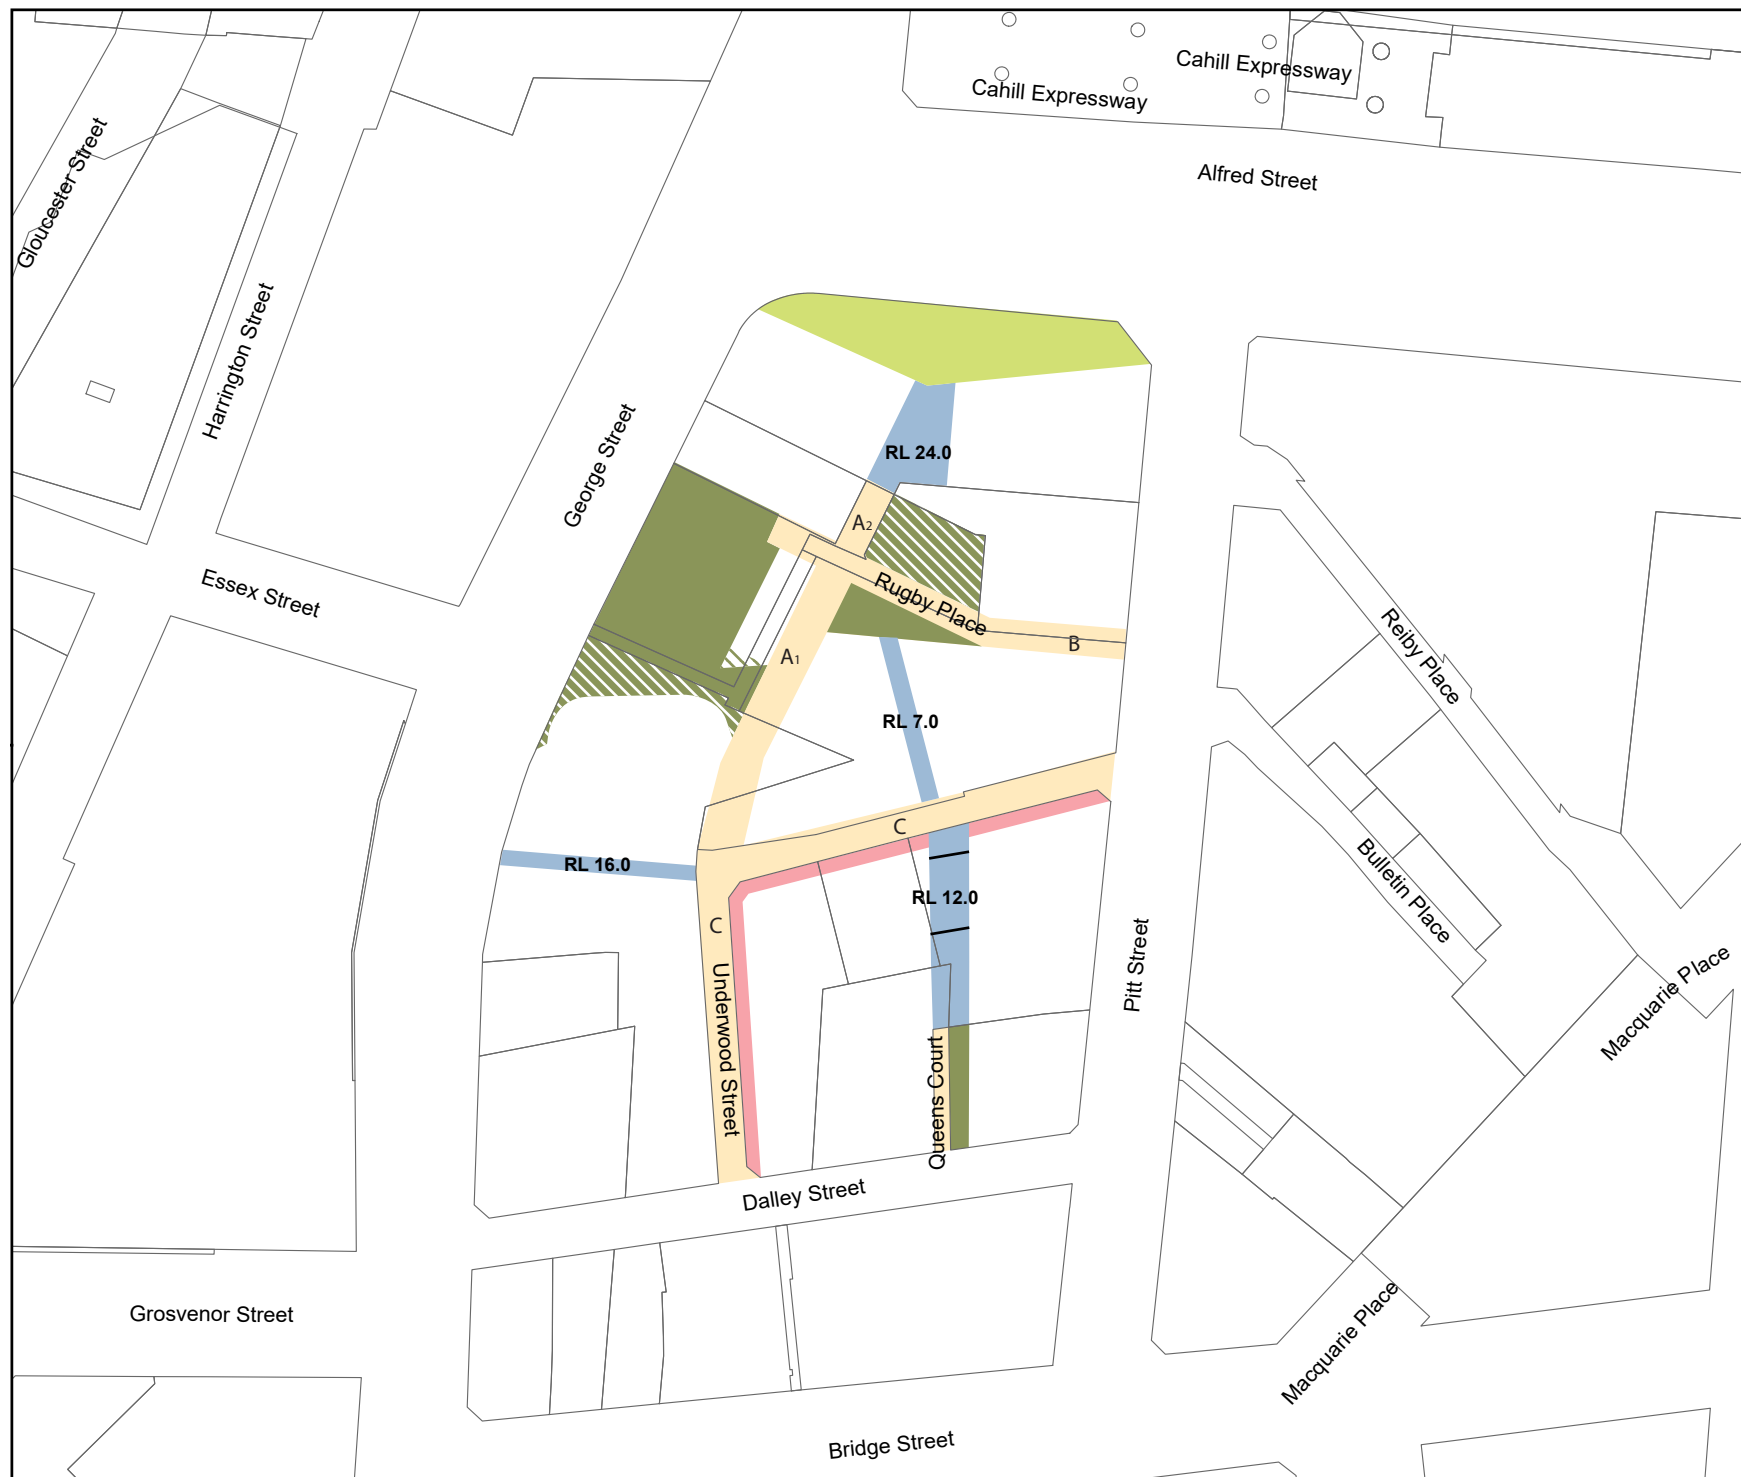 Cahill Expressway
Cahill Expressway
Alfred Street
Gloucester Street
Harrington Street
George Street
RL 24.0
A2
Essex Street
Rugby Place
B
A1
Reiby Place
RL 7.0
C
RL 16.0
RL 12.0
Bulletin Place
C
Underwood Street
Pitt Street
Macquarie Place
Queens Court
Dalley Street
Grosvenor Street
Macquarie Place
Bridge Street